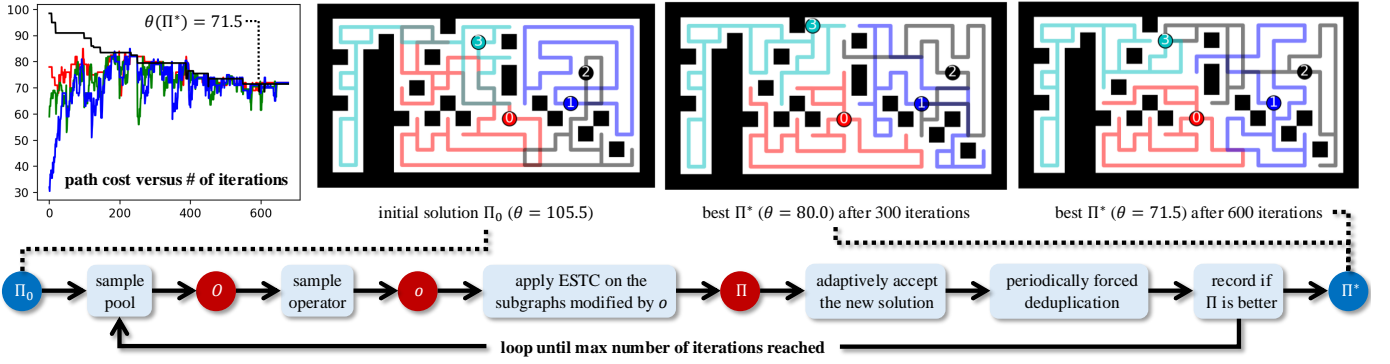 100
90
80
70
60
50
40
30
0
200
400
600
θ(Π*) = 71.5
path cost versus # of iterations
3
2
1
0
3
2
1
0
3
2
1
0
initial solution Π₀ (θ = 105.5)
best Π* (θ = 80.0) after 300 iterations
best Π* (θ = 71.5) after 600 iterations
Π₀
sample
pool
O
sample
operator
o
apply ESTC on the
subgraphs modified by o
Π
adaptively accept
the new solution
periodically forced
deduplication
record if
Π is better
Π*
loop until max number of iterations reached